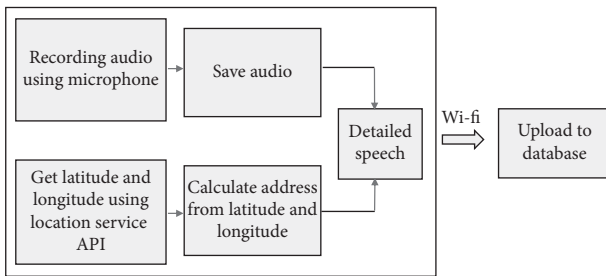 Recording audio
using microphone
Save audio
Detailed
speech
Wi-fi
Upload to
database
Get latitude and
longitude using
location service
API
Calculate address
from latitude and
longitude